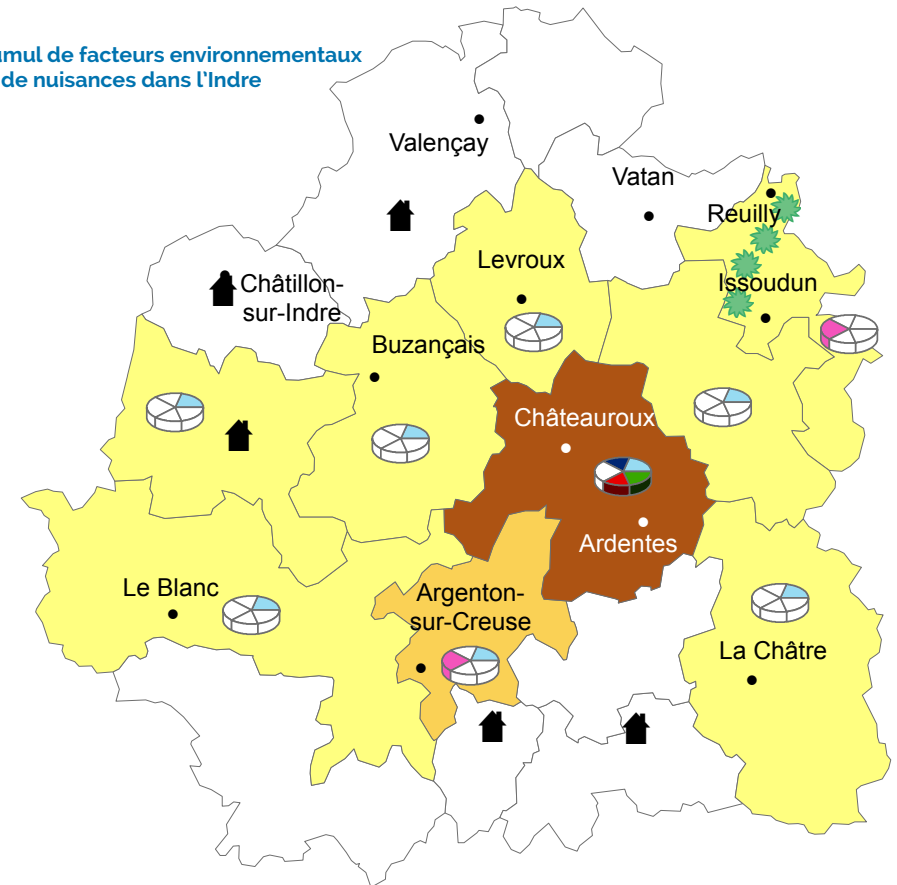 umul de facteurs environnementaux
de nuisances dans l'Indre
Valençay
Vatan
Reuilly
Levroux
Issoudun
Châtillon-
sur-Indre
Buzançais
Châteauroux
Ardentes
Le Blanc
Argenton-
sur-Creuse
La Châtre